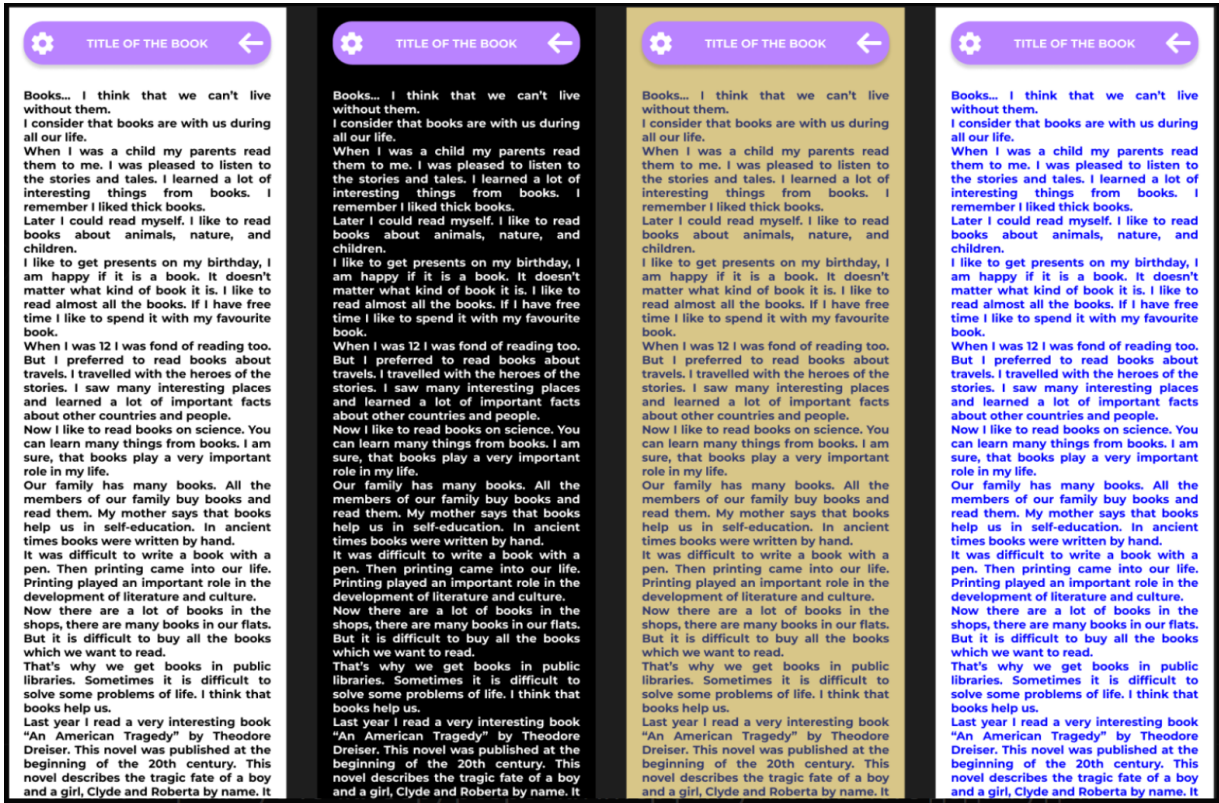 TITLE OF THE BOOK
Books... I think that we can't live
without them.
I consider that books are with us during
all our life.
When I was a child my parents read
them to me. I was pleased to listen to
the stories and tales. I learned a lot of
interesting things from books. I
remember I liked thick books.
Later I could read myself. I like to read
books about animals, nature, and
children.
I like to get presents on my birthday, I
am happy if it is a book. It doesn't
matter what kind of book it is. I like to
read almost all the books. If I have free
time I like to spend it with my favourite
book.
When I was 12 I was fond of reading too.
But I preferred to read books about
travels. I travelled with the heroes of the
stories. I saw many interesting places
and learned a lot of important facts
about other countries and people.
Now I like to read books on science. You
can learn many things from books. I am
sure, that books play a very important
role in my life.
Our family has many books. All the
members of our family buy books and
read them. My mother says that books
help us in self-education. In ancient
times books were written by hand.
It was difficult to write a book with a
pen. Then printing came into our life.
Printing played an important role in the
development of literature and culture.
Now there are a lot of books in the
shops, there are many books in our flats.
But it is difficult to buy all the books
which we want to read.
That's why we get books in public
libraries. Sometimes it is difficult to
solve some problems of life. I think that
books help us.
Last year I read a very interesting book
“An American Tragedy” by Theodore
Dreiser. This novel was published at the
beginning of the 20th century. This
novel describes the tragic fate of a boy
and a girl, Clyde and Roberta by name. It
TITLE OF THE BOOK
Books... I think that we can't live
without them.
I consider that books are with us during
all our life.
When I was a child my parents read
them to me. I was pleased to listen to
the stories and tales. I learned a lot of
interesting things from books. I
remember I liked thick books.
Later I could read myself. I like to read
books about animals, nature, and
children.
I like to get presents on my birthday, I
am happy if it is a book. It doesn't
matter what kind of book it is. I like to
read almost all the books. If I have free
time I like to spend it with my favourite
book.
When I was 12 I was fond of reading too.
But I preferred to read books about
travels. I travelled with the heroes of the
stories. I saw many interesting places
and learned a lot of important facts
about other countries and people.
Now I like to read books on science. You
can learn many things from books. I am
sure, that books play a very important
role in my life.
Our family has many books. All the
members of our family buy books and
read them. My mother says that books
help us in self-education. In ancient
times books were written by hand.
It was difficult to write a book with a
pen. Then printing came into our life.
Printing played an important role in the
development of literature and culture.
Now there are a lot of books in the
shops, there are many books in our flats.
But it is difficult to buy all the books
which we want to read.
That's why we get books in public
libraries. Sometimes it is difficult to
solve some problems of life. I think that
books help us.
Last year I read a very interesting book
“An American Tragedy” by Theodore
Dreiser. This novel was published at the
beginning of the 20th century. This
novel describes the tragic fate of a boy
and a girl, Clyde and Roberta by name. It
TITLE OF THE BOOK
Books... I think that we can't live
without them.
I consider that books are with us during
all our life.
When I was a child my parents read
them to me. I was pleased to listen to
the stories and tales. I learned a lot of
interesting things from books. I
remember I liked thick books.
Later I could read myself. I like to read
books about animals, nature, and
children.
I like to get presents on my birthday, I
am happy if it is a book. It doesn't
matter what kind of book it is. I like to
read almost all the books. If I have free
time I like to spend it with my favourite
book.
When I was 12 I was fond of reading too.
But I preferred to read books about
travels. I travelled with the heroes of the
stories. I saw many interesting places
and learned a lot of important facts
about other countries and people.
Now I like to read books on science. You
can learn many things from books. I am
sure, that books play a very important
role in my life.
Our family has many books. All the
members of our family buy books and
read them. My mother says that books
help us in self-education. In ancient
times books were written by hand.
It was difficult to write a book with a
pen. Then printing came into our life.
Printing played an important role in the
development of literature and culture.
Now there are a lot of books in the
shops, there are many books in our flats.
But it is difficult to buy all the books
which we want to read.
That's why we get books in public
libraries. Sometimes it is difficult to
solve some problems of life. I think that
books help us.
Last year I read a very interesting book
“An American Tragedy” by Theodore
Dreiser. This novel was published at the
beginning of the 20th century. This
novel describes the tragic fate of a boy
and a girl, Clyde and Roberta by name. It
TITLE OF THE BOOK
Books... I think that we can't live
without them.
I consider that books are with us during
all our life.
When I was a child my parents read
them to me. I was pleased to listen to
the stories and tales. I learned a lot of
interesting things from books. I
remember I liked thick books.
Later I could read myself. I like to read
books about animals, nature, and
children.
I like to get presents on my birthday, I
am happy if it is a book. It doesn't
matter what kind of book it is. I like to
read almost all the books. If I have free
time I like to spend it with my favourite
book.
When I was 12 I was fond of reading too.
But I preferred to read books about
travels. I travelled with the heroes of the
stories. I saw many interesting places
and learned a lot of important facts
about other countries and people.
Now I like to read books on science. You
can learn many things from books. I am
sure, that books play a very important
role in my life.
Our family has many books. All the
members of our family buy books and
read them. My mother says that books
help us in self-education. In ancient
times books were written by hand.
It was difficult to write a book with a
pen. Then printing came into our life.
Printing played an important role in the
development of literature and culture.
Now there are a lot of books in the
shops, there are many books in our flats.
But it is difficult to buy all the books
which we want to read.
That's why we get books in public
libraries. Sometimes it is difficult to
solve some problems of life. I think that
books help us.
Last year I read a very interesting book
“An American Tragedy” by Theodore
Dreiser. This novel was published at the
beginning of the 20th century. This
novel describes the tragic fate of a boy
and a girl, Clyde and Roberta by name. It